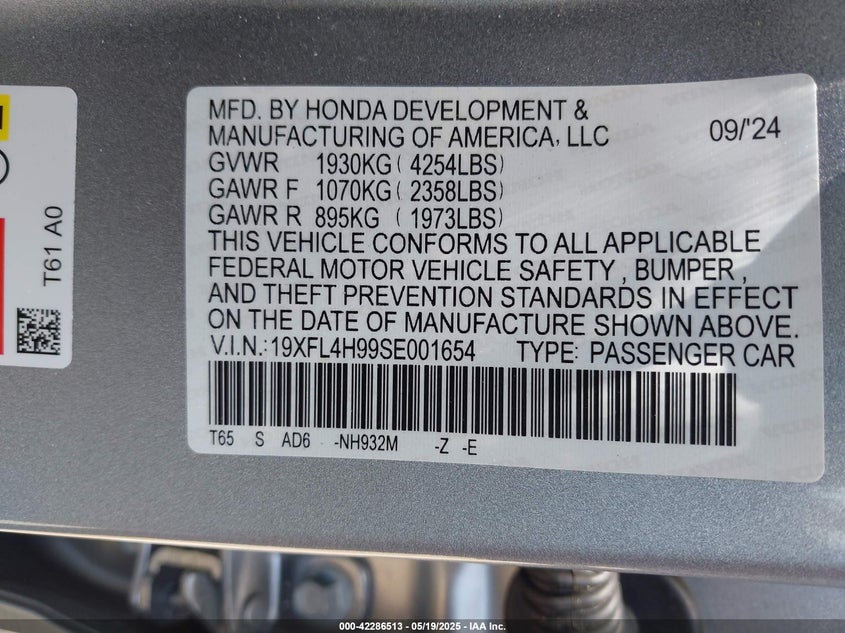 MFD. BY HONDA DEVELOPMENT &
MANUFACTURING OF AMERICA, LLC 09/'24
GVWR 1930KG ( 4254LBS)
GAWR F 1070KG ( 2358LBS)
GAWR R 895KG ( 1973LBS)
THIS VEHICLE CONFORMS TO ALL APPLICABLE
FEDERAL MOTOR VEHICLE SAFETY , BUMPER ,
AND THEFT PREVENTION STANDARDS IN EFFECT
ON THE DATE OF MANUFACTURE SHOWN ABOVE.
V.I.N.: 19XFL4H99SE001654 TYPE: PASSENGER CAR
T65 S AD6 -NH932M -Z -E
T61 A0
000-42286513 - 05/19/2025 - IAA Inc.